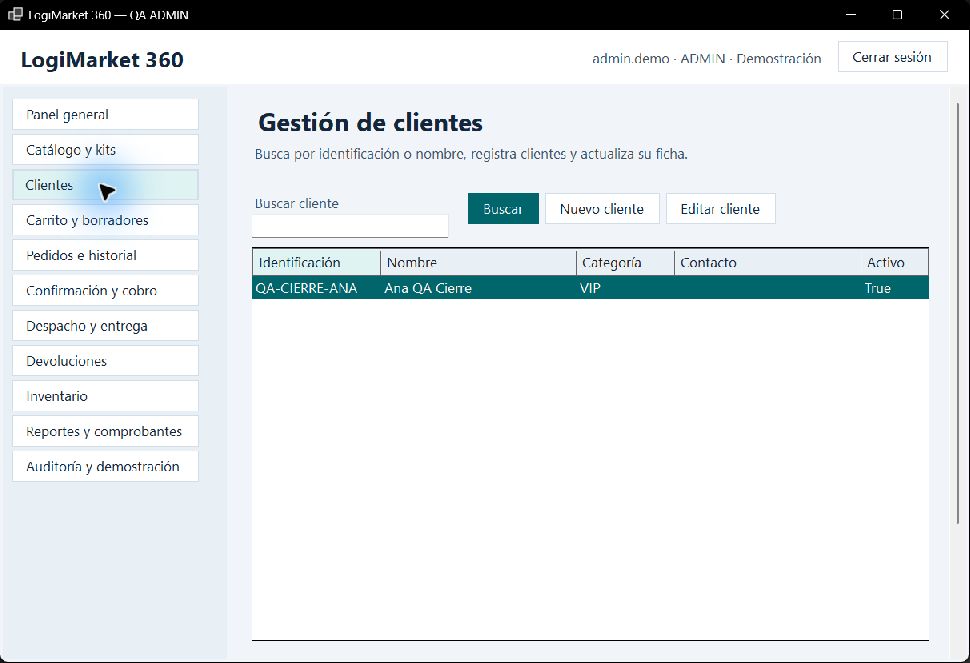 LogiMarket 360 — QA ADMIN
LogiMarket 360
admin.demo · ADMIN · Demostración
Cerrar sesión
Panel general
Catálogo y kits
Clientes
Carrito y borradores
Pedidos e historial
Confirmación y cobro
Despacho y entrega
Devoluciones
Inventario
Reportes y comprobantes
Auditoría y demostración
Gestión de clientes
Busca por identificación o nombre, registra clientes y actualiza su ficha.
Buscar cliente
Buscar
Nuevo cliente
Editar cliente
Identificación Nombre Categoría Contacto Activo
QA-CIERRE-ANA Ana QA Cierre VIP True